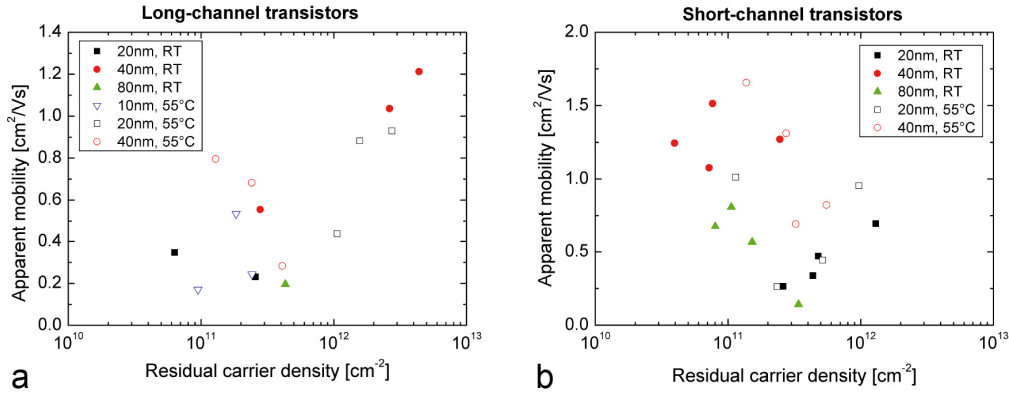 Long-channel transistors
1.4
1.2
1.0
0.8
0.6
0.4
0.2
0.0
Apparent mobility [cm²/Vs]
20nm, RT
40nm, RT
80nm, RT
10nm, 55°C
20nm, 55°C
40nm, 55°C
10¹⁰
10¹¹
10¹²
10¹³
Residual carrier density [cm⁻²]
a
Short-channel transistors
2.0
1.5
1.0
0.5
0.0
Apparent mobility [cm²/Vs]
20nm, RT
40nm, RT
80nm, RT
20nm, 55°C
40nm, 55°C
10¹⁰
10¹¹
10¹²
10¹³
Residual carrier density [cm⁻²]
b